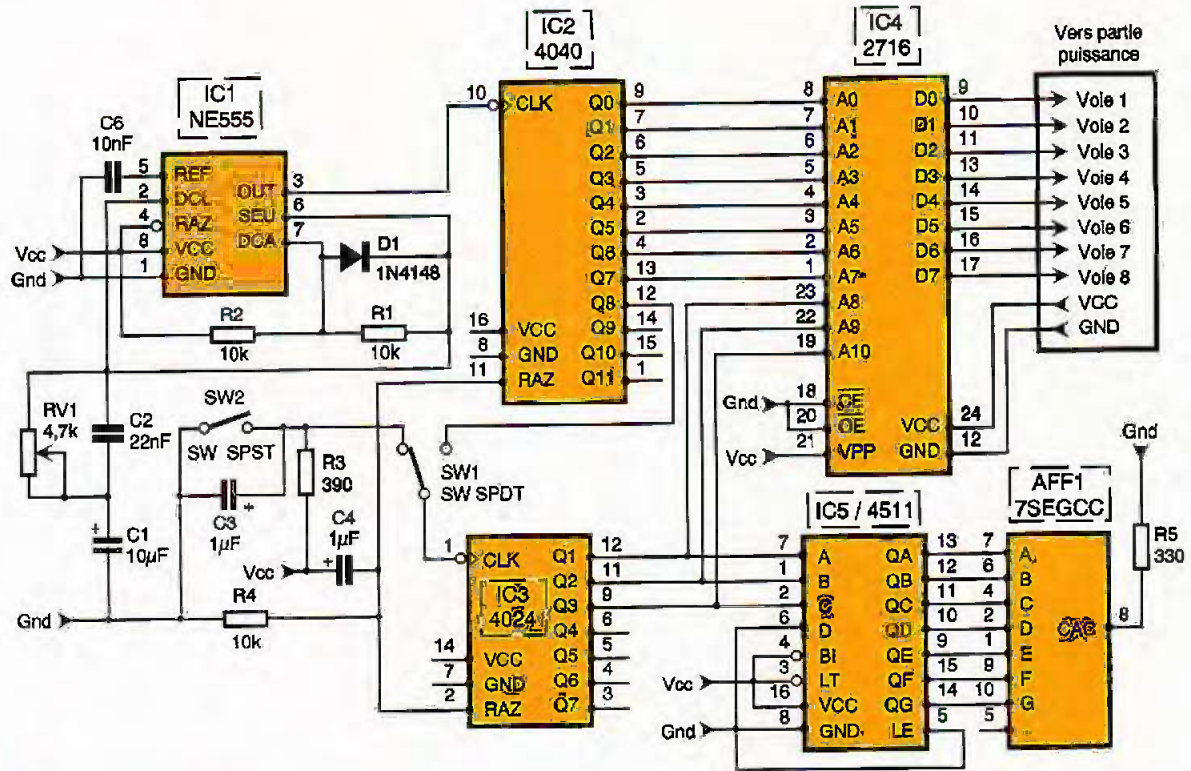 IC1
NE555
C6
10nF
5 REF
2 DCL
4 RAZ
8 VCC
1 GND
OUT 3
SEU 6
DCA 7
Vcc
Gnd
D1
1N4148
R2
10k
R1
10k
IC2
4040
10 CLK
16 VCC
8 GND
11 RAZ
Q0 9
Q1 7
Q2 6
Q3 5
Q4 3
Q5 2
Q6 4
Q7 13
Q8 12
Q9 14
Q10 15
Q11 1
IC4
2716
8 A0
7 A1
6 A2
5 A3
4 A4
3 A5
2 A6
1 A7
23 A8
22 A9
19 A10
Gnd
18 CE
20 OE
Vcc
21 VPP
D0 9
D1 10
D2 11
D3 13
D4 14
D5 15
D6 16
D7 17
VCC 24
GND 12
Vers partie
puissance
Voie 1
Voie 2
Voie 3
Voie 4
Voie 5
Voie 6
Voie 7
Voie 8
VCC
GND
RV1
4,7k
C2
22nF
C1
10µF
Gnd
SW2
SW SPST
C3
1µF
+
R3
390
C4
1µF
+
Vcc
+
R4
10k
SW1
SW SPDT
IC3
4024
1 CLK
14 VCC
7 GND
2 RAZ
Q1 12
Q2 11
Q3 9
Q4 6
Q5 5
Q6 4
Q7 3
IC5 / 4511
7 A
1 B
2 C
6 D
4 BI
3 LT
16 VCC
8 GND
Vcc
Gnd
QA 13
QB 12
QC 11
QD 10
QE 9
QF 15
QG 14
LE 5
AFF1
7SEGCC
7 A
6 B
4 C
2 D
1 E
9 F
10 G
5
CAC 8
Gnd
R5
330